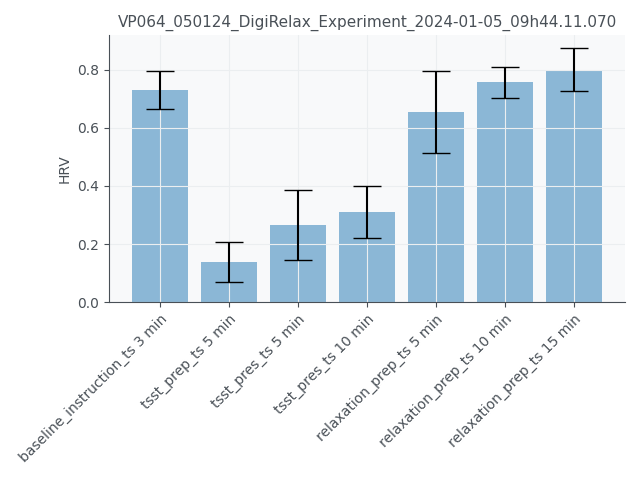 VP064_050124_DigiRelax_Experiment_2024-01-05_09h44.11.070
HRV
0.8
0.6
0.4
0.2
0.0
baseline_instruction_ts 3 min
tsst_prep_ts 5 min
tsst_pres_ts 5 min
tsst_pres_ts 10 min
relaxation_prep_ts 5 min
relaxation_prep_ts 10 min
relaxation_prep_ts 15 min